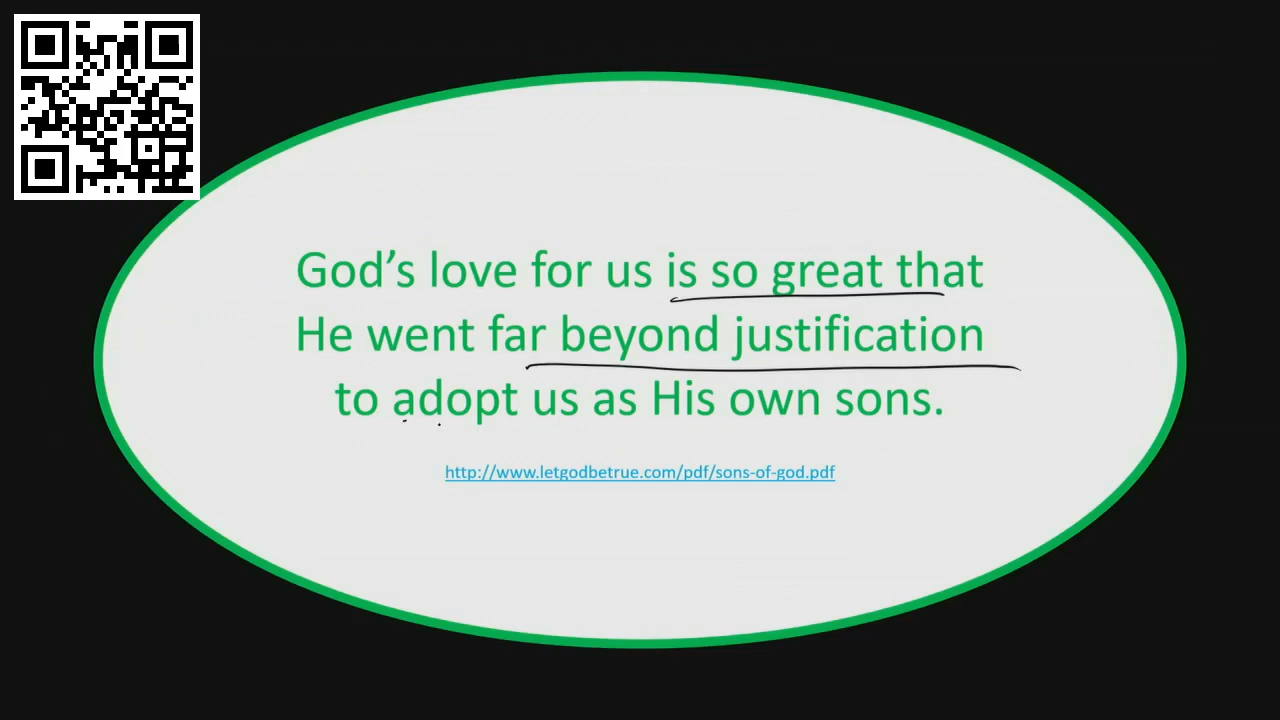 God’s love for us is so great that
He went far beyond justification
to adopt us as His own sons.
http://www.letgodbetrue.com/pdf/sons-of-god.pdf